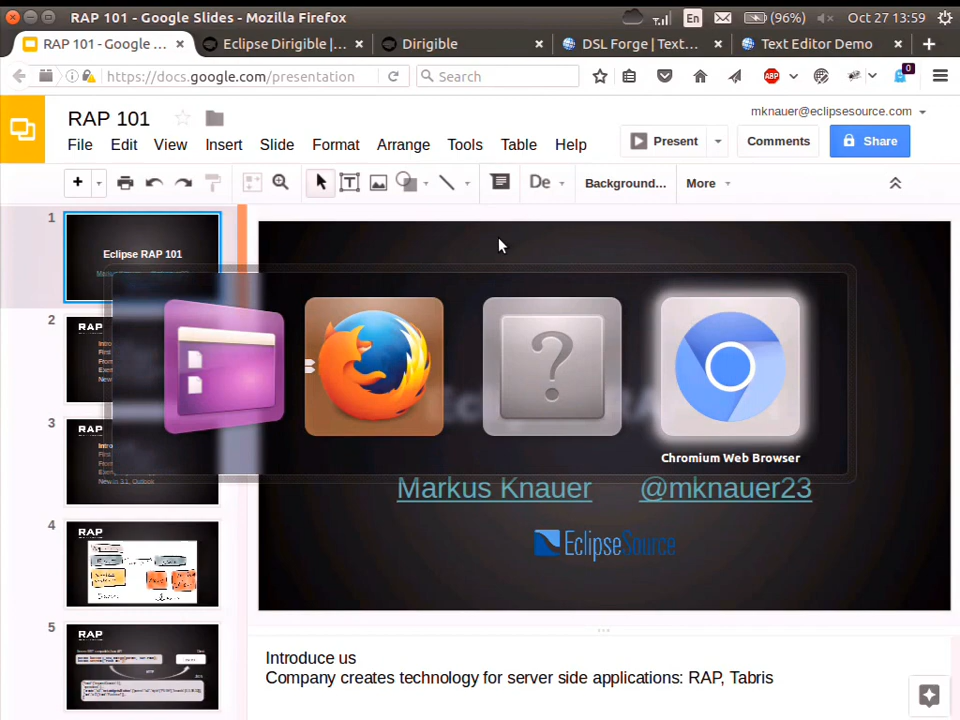 RAP 101 - Google Slides - Mozilla Firefox
En
(96%)
Oct 27 13:59
RAP 101 - Google ...
Eclipse Dirigible |...
Dirigible
DSL Forge | Text...
Text Editor Demo
https://docs.google.com/presentation
Search
ABP
0
RAP 101
mknauer@eclipsesource.com
File Edit View Insert Slide Format Arrange Tools Table Help
Present
Comments
Share
De
Background...
More
1
Eclipse RAP 101
2
RAP
3
RAP
4
RAP
5
RAP
Chromium Web Browser
Markus Knauer @mknauer23
EclipseSource
Introduce us
Company creates technology for server side applications: RAP, Tabris